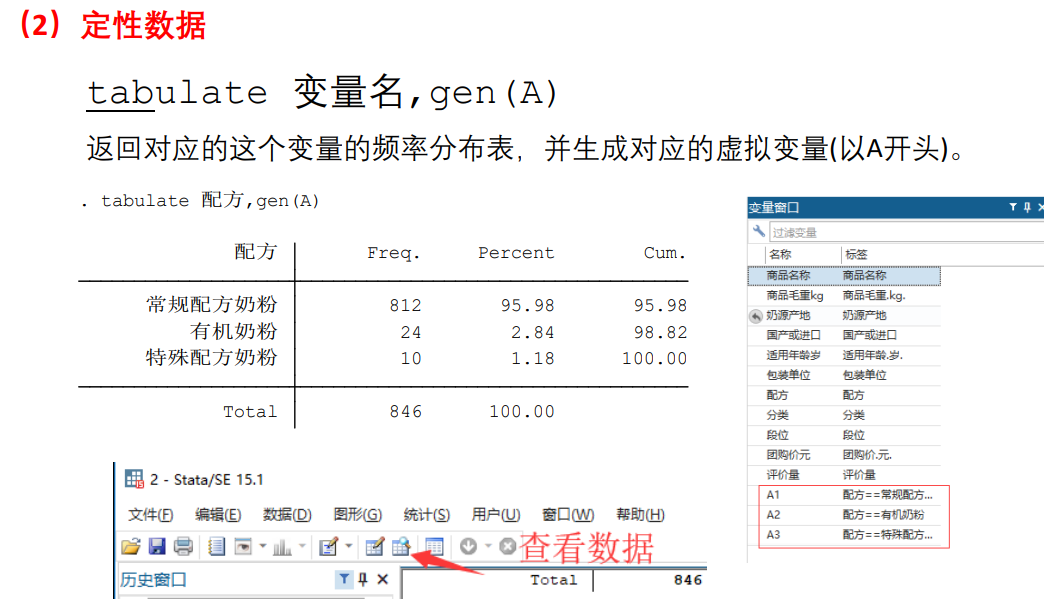 (2) 定性数据
tabulate 变量名,gen(A)
返回对应的这个变量的频率分布表，并生成对应的虚拟变量(以A开头)。
. tabulate 配方,gen(A)
配方 Freq. Percent Cum.
常规配方奶粉 812 95.98 95.98
有机奶粉 24 2.84 98.82
特殊配方奶粉 10 1.18 100.00
Total 846 100.00
变量窗口
过滤变量
名称 标签
商品名称 商品名称
商品毛重kg 商品毛重.kg.
奶源产地 奶源产地
国产或进口 国产或进口
适用年龄岁 适用年龄.岁.
包装单位 包装单位
配方 配方
分类 分类
段位 段位
团购价元 团购价.元.
评价量 评价量
A1 配方==常规配方...
A2 配方==有机奶粉
A3 配方==特殊配方...
2 - Stata/SE 15.1
文件(F) 编辑(E) 数据(D) 图形(G) 统计(S) 用户(U) 窗口(W) 帮助(H)
查看数据
历史窗口
Total 846